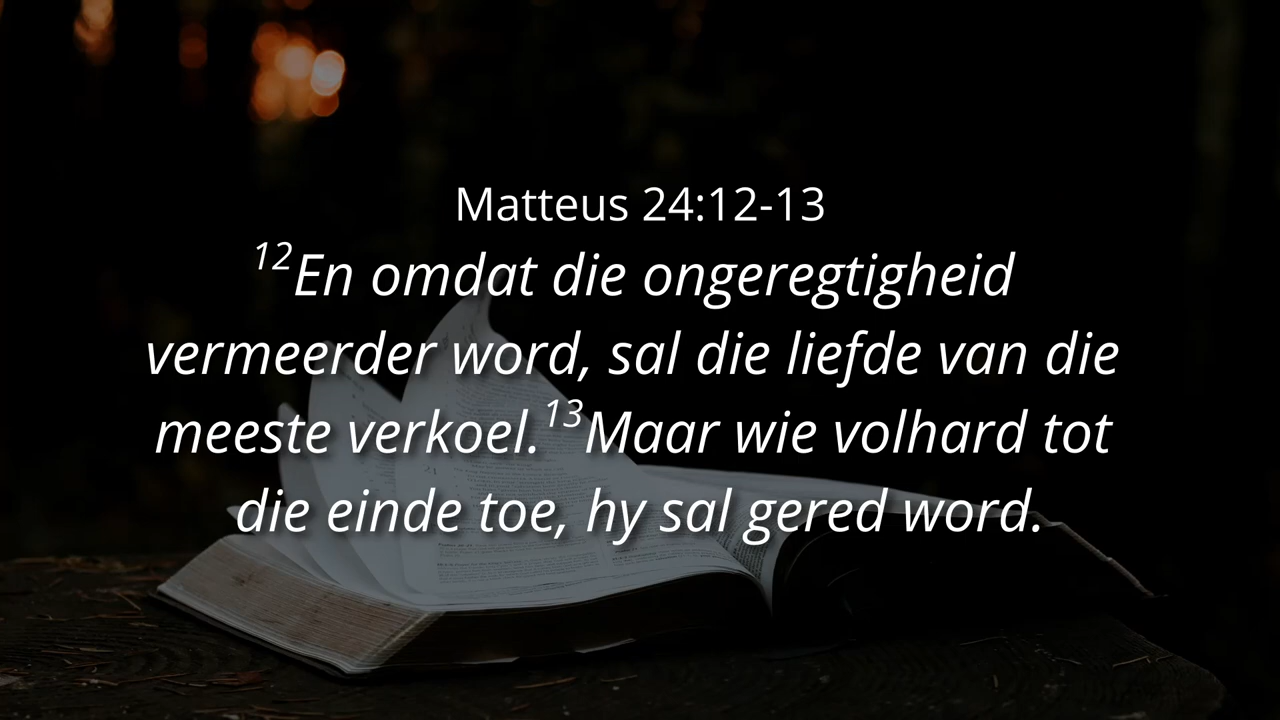 Matteus 24:12-13
¹²En omdat die ongeregtigheid
vermeerder word, sal die liefde van die
meeste verkoel.¹³Maar wie volhard tot
die einde toe, hy sal gered word.